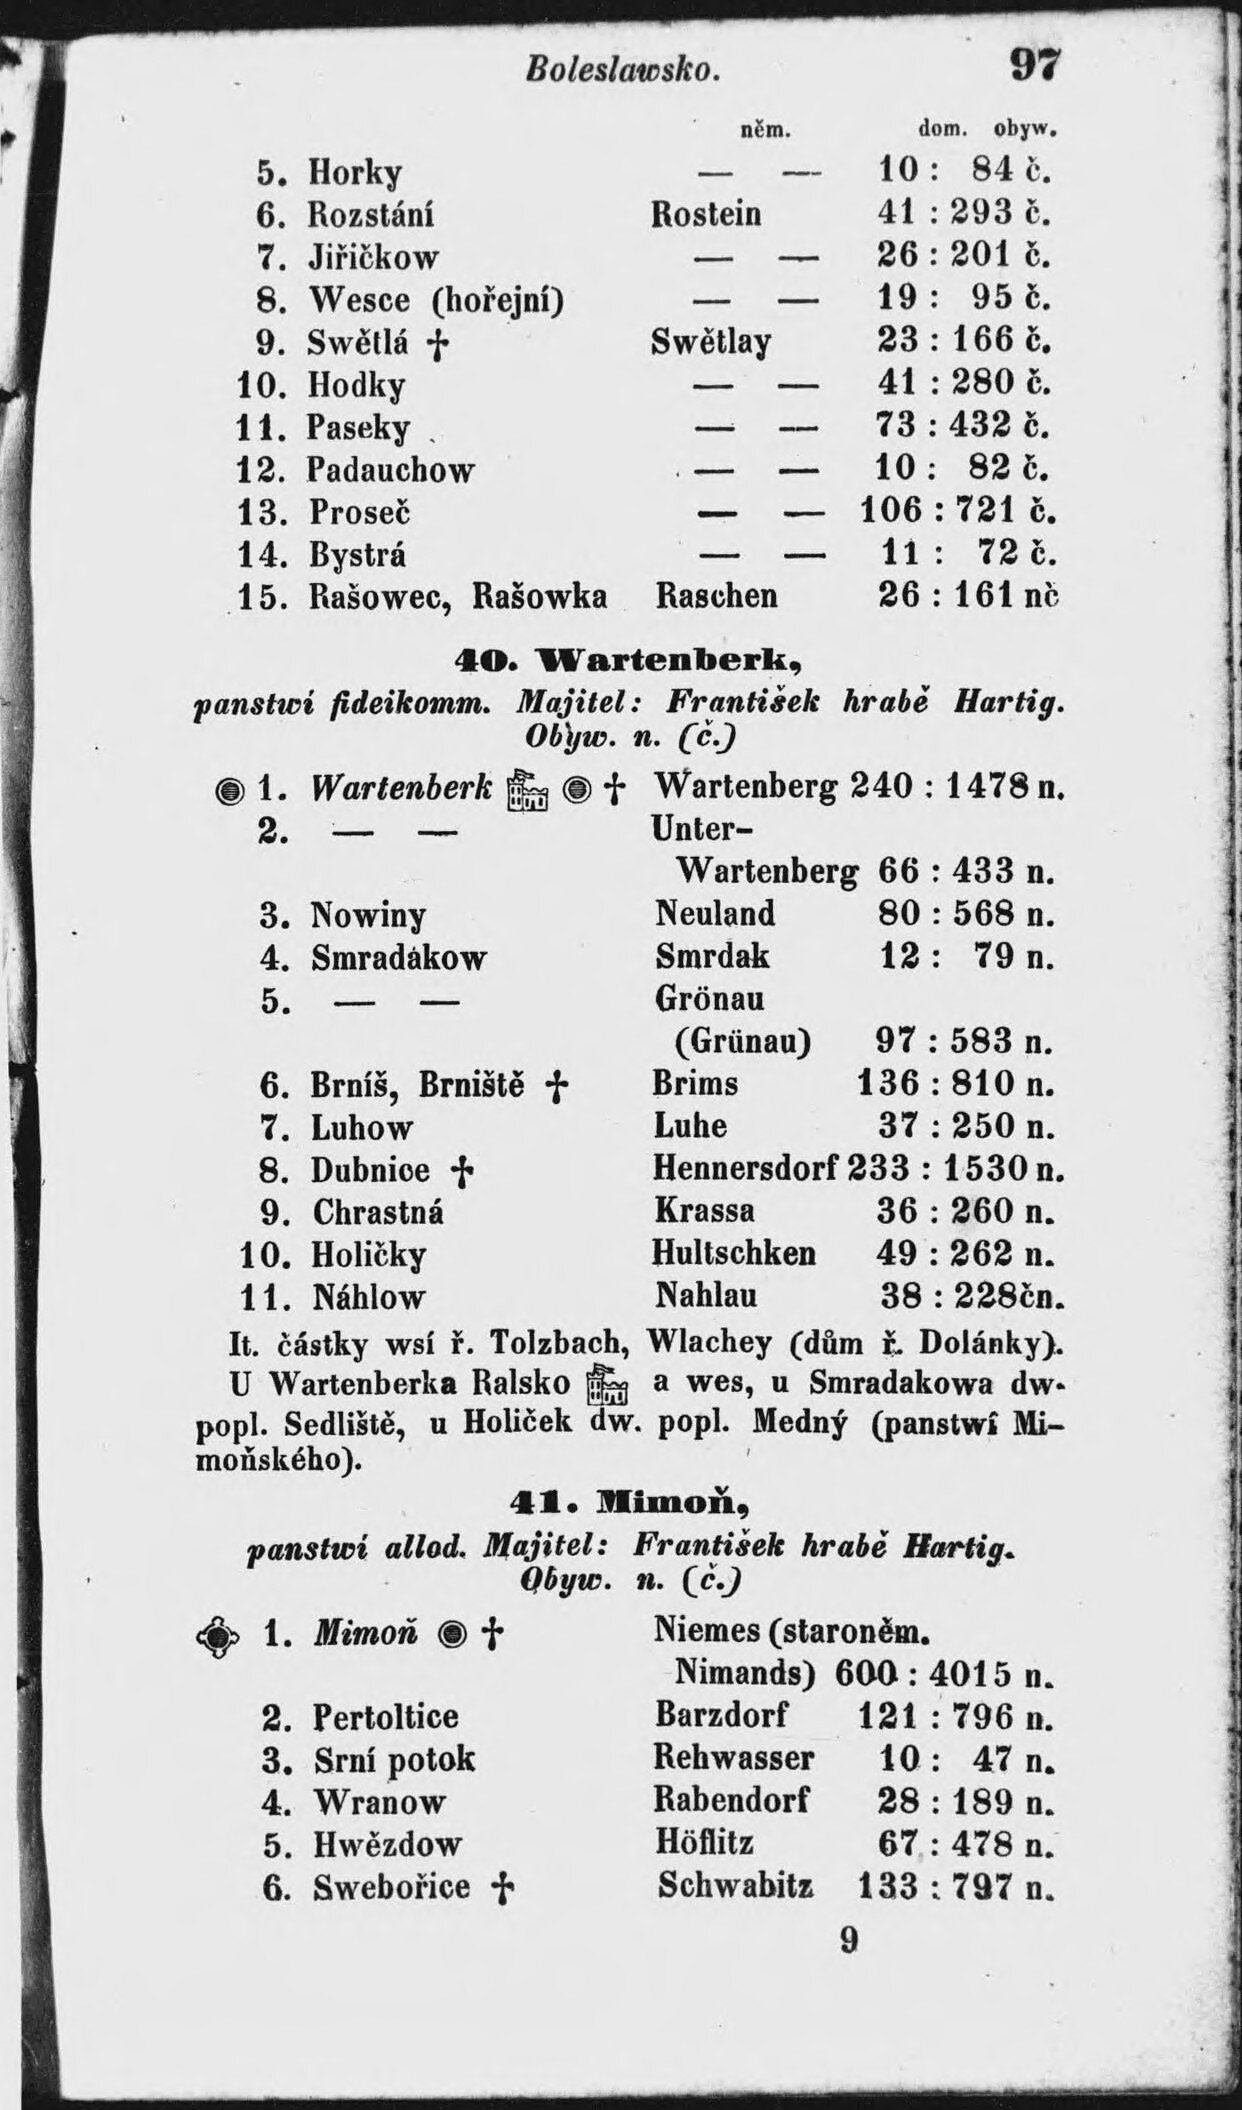 Boleslawsko. 97
něm. dom. obyw.
5. Horky — — 10 : 84 č.
6. Rozstání Rostein 41 : 293 č.
7. Jiřičkow — — 26 : 201 č.
8. Wesce (hořejní) — — 19 : 95 č.
9. Swětlá † Swětlay 23 : 166 č.
10. Hodky — — 41 : 280 č.
11. Paseky — — 73 : 432 č.
12. Padauchow — — 10 : 82 č.
13. Proseč — — 106 : 721 č.
14. Bystrá — — 11 : 72 č.
15. Rašowec, Rašowka Raschen 26 : 161 nč
40. Wartenberk,
panstwí fideikomm. Majitel: František hrabě Hartig.
Obyw. n. (č.)
1. Wartenberk † Wartenberg 240 : 1478 n.
2. — — Unter-
Wartenberg 66 : 433 n.
3. Nowiny Neuland 80 : 568 n.
4. Smradákow Smrdak 12 : 79 n.
5. — — Grönau
(Grünau) 97 : 583 n.
6. Brníš, Brniště † Brims 136 : 810 n.
7. Luhow Luhe 37 : 250 n.
8. Dubnice † Hennersdorf 233 : 1530 n.
9. Chrastná Krassa 36 : 260 n.
10. Holičky Hultschken 49 : 262 n.
11. Náhlow Nahlau 38 : 228čn.
It. částky wsí ř. Tolzbach, Wlachey (dům ř. Dolánky).
U Wartenberka Ralsko a wes, u Smradakowa dw-
popl. Sedliště, u Holiček dw. popl. Medný (panstwí Mi-
moňského).
41. Mimoň,
panstwí allod. Majitel: František hrabě Hartig.
Obyw. n. (č.)
1. Mimoň † Niemes (staroněm.
Nimands) 600 : 4015 n.
2. Pertoltice Barzdorf 121 : 796 n.
3. Srní potok Rehwasser 10 : 47 n.
4. Wranow Rabendorf 28 : 189 n.
5. Hwězdow Höflitz 67 : 478 n.
6. Swebořice † Schwabitz 133 : 797 n.
9